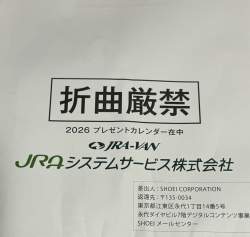 折曲厳禁
2026 プレゼントカレンダー在中
JRA-VAN
JRAシステムサービス株式会社
差出人：SHOEI CORPORATION
返還先：〒135-0034
東京都江東区永代1丁目14番5号
永代ダイヤビル7階デジタルコンテンツ事業
SHOEIメールセンター